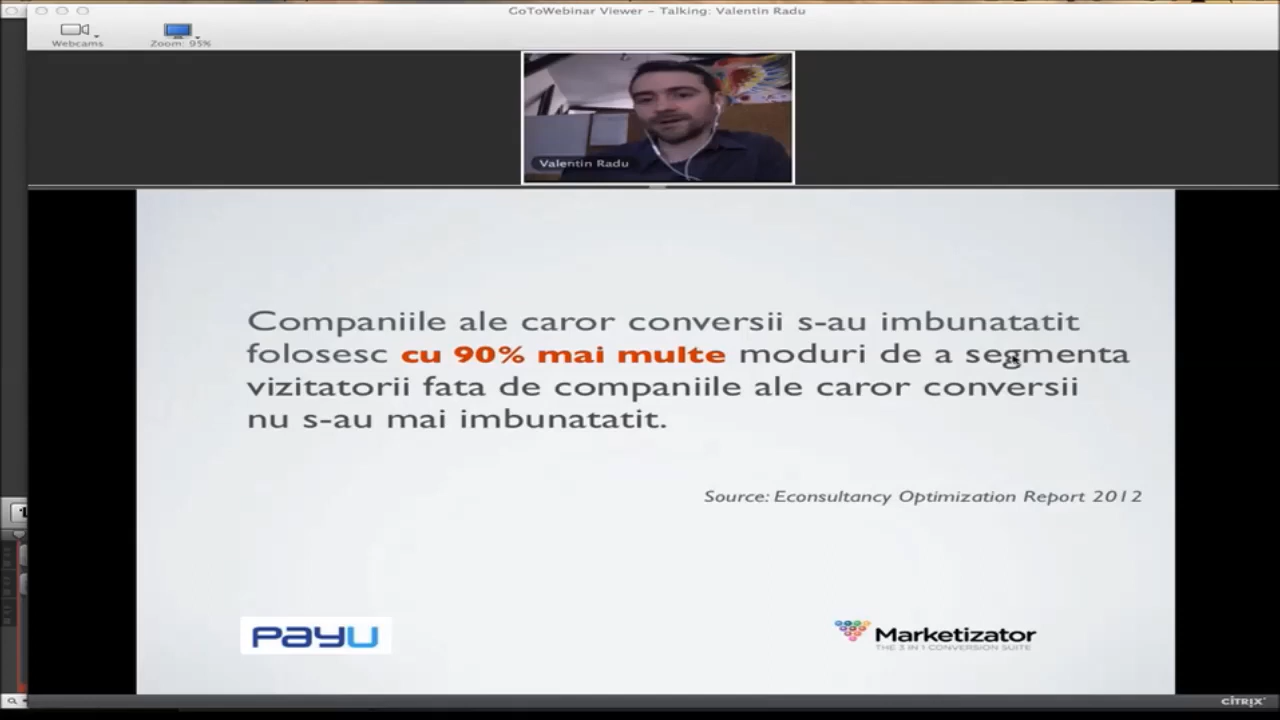 GoToWebinar Viewer – Talking: Valentin Radu
Webcams
Zoom: 95%
Valentin Radu
Companiile ale caror conversii s-au imbunatatit
folosesc cu 90% mai multe moduri de a segmenta
vizitatorii fata de companiile ale caror conversii
nu s-au mai imbunatatit.
Source: Econsultancy Optimization Report 2012
PayU
Marketizator
THE 3 IN 1 CONVERSION SUITE
CITRIX